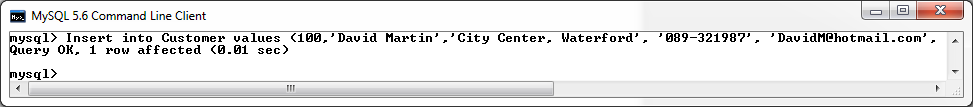 MySQL 5.6 Command Line Client
mysql> Insert into Customer values (100,'David Martin','City Center, Waterford', '089-321987', 'DavidM@hotmail.com',
Query OK, 1 row affected (0.01 sec)
mysql>